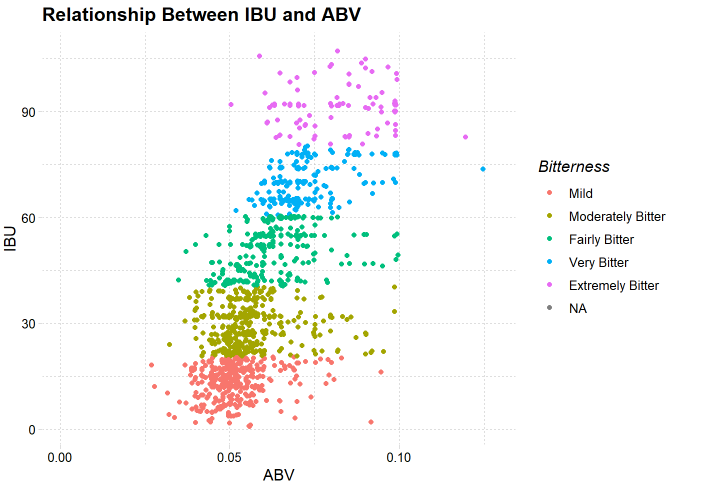 Relationship Between IBU and ABV
IBU
90
60
30
0
0.00
0.05
0.10
ABV
Bitterness
Mild
Moderately Bitter
Fairly Bitter
Very Bitter
Extremely Bitter
NA